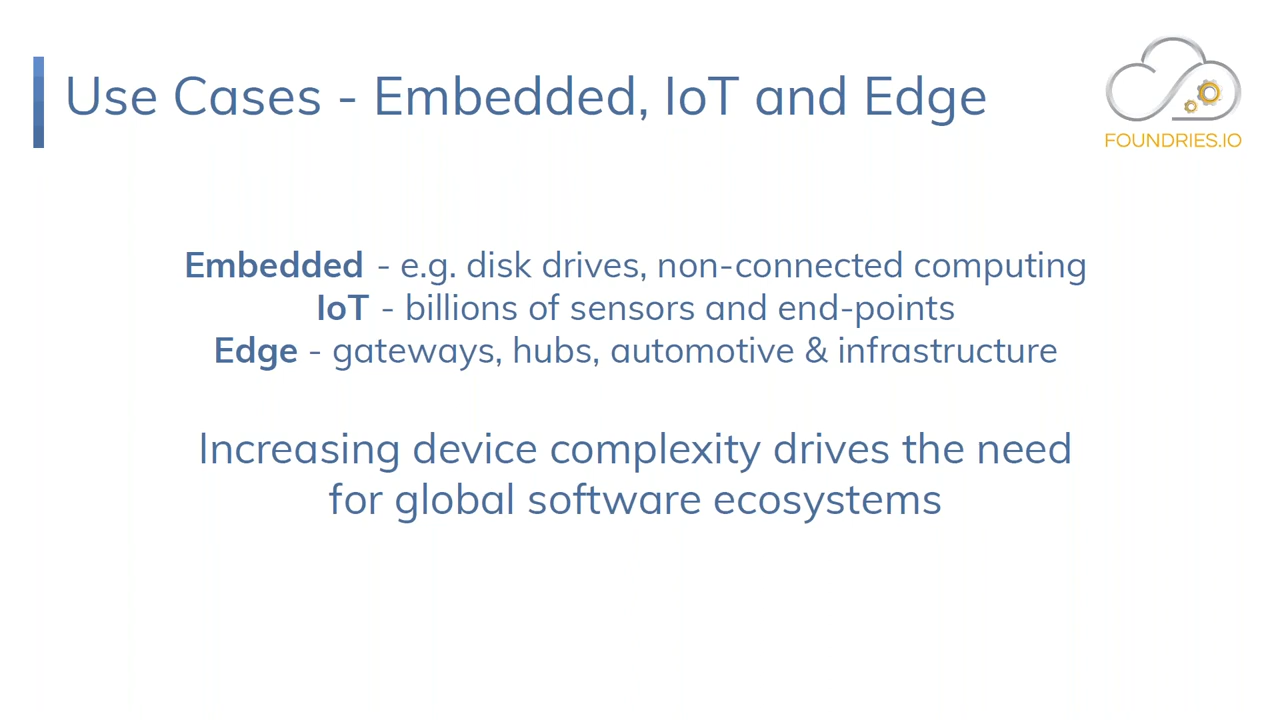 Use Cases - Embedded, IoT and Edge
FOUNDRIES.IO
Embedded - e.g. disk drives, non-connected computing
IoT - billions of sensors and end-points
Edge - gateways, hubs, automotive & infrastructure
Increasing device complexity drives the need
for global software ecosystems